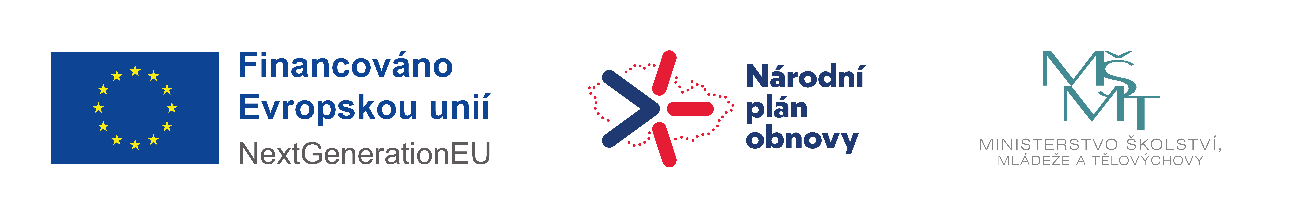 Financováno
Evropskou unií
NextGenerationEU
Národní
plán
obnovy
MŠMT
MINISTERSTVO ŠKOLSTVÍ,
MLÁDEŽE A TĚLOVÝCHOVY